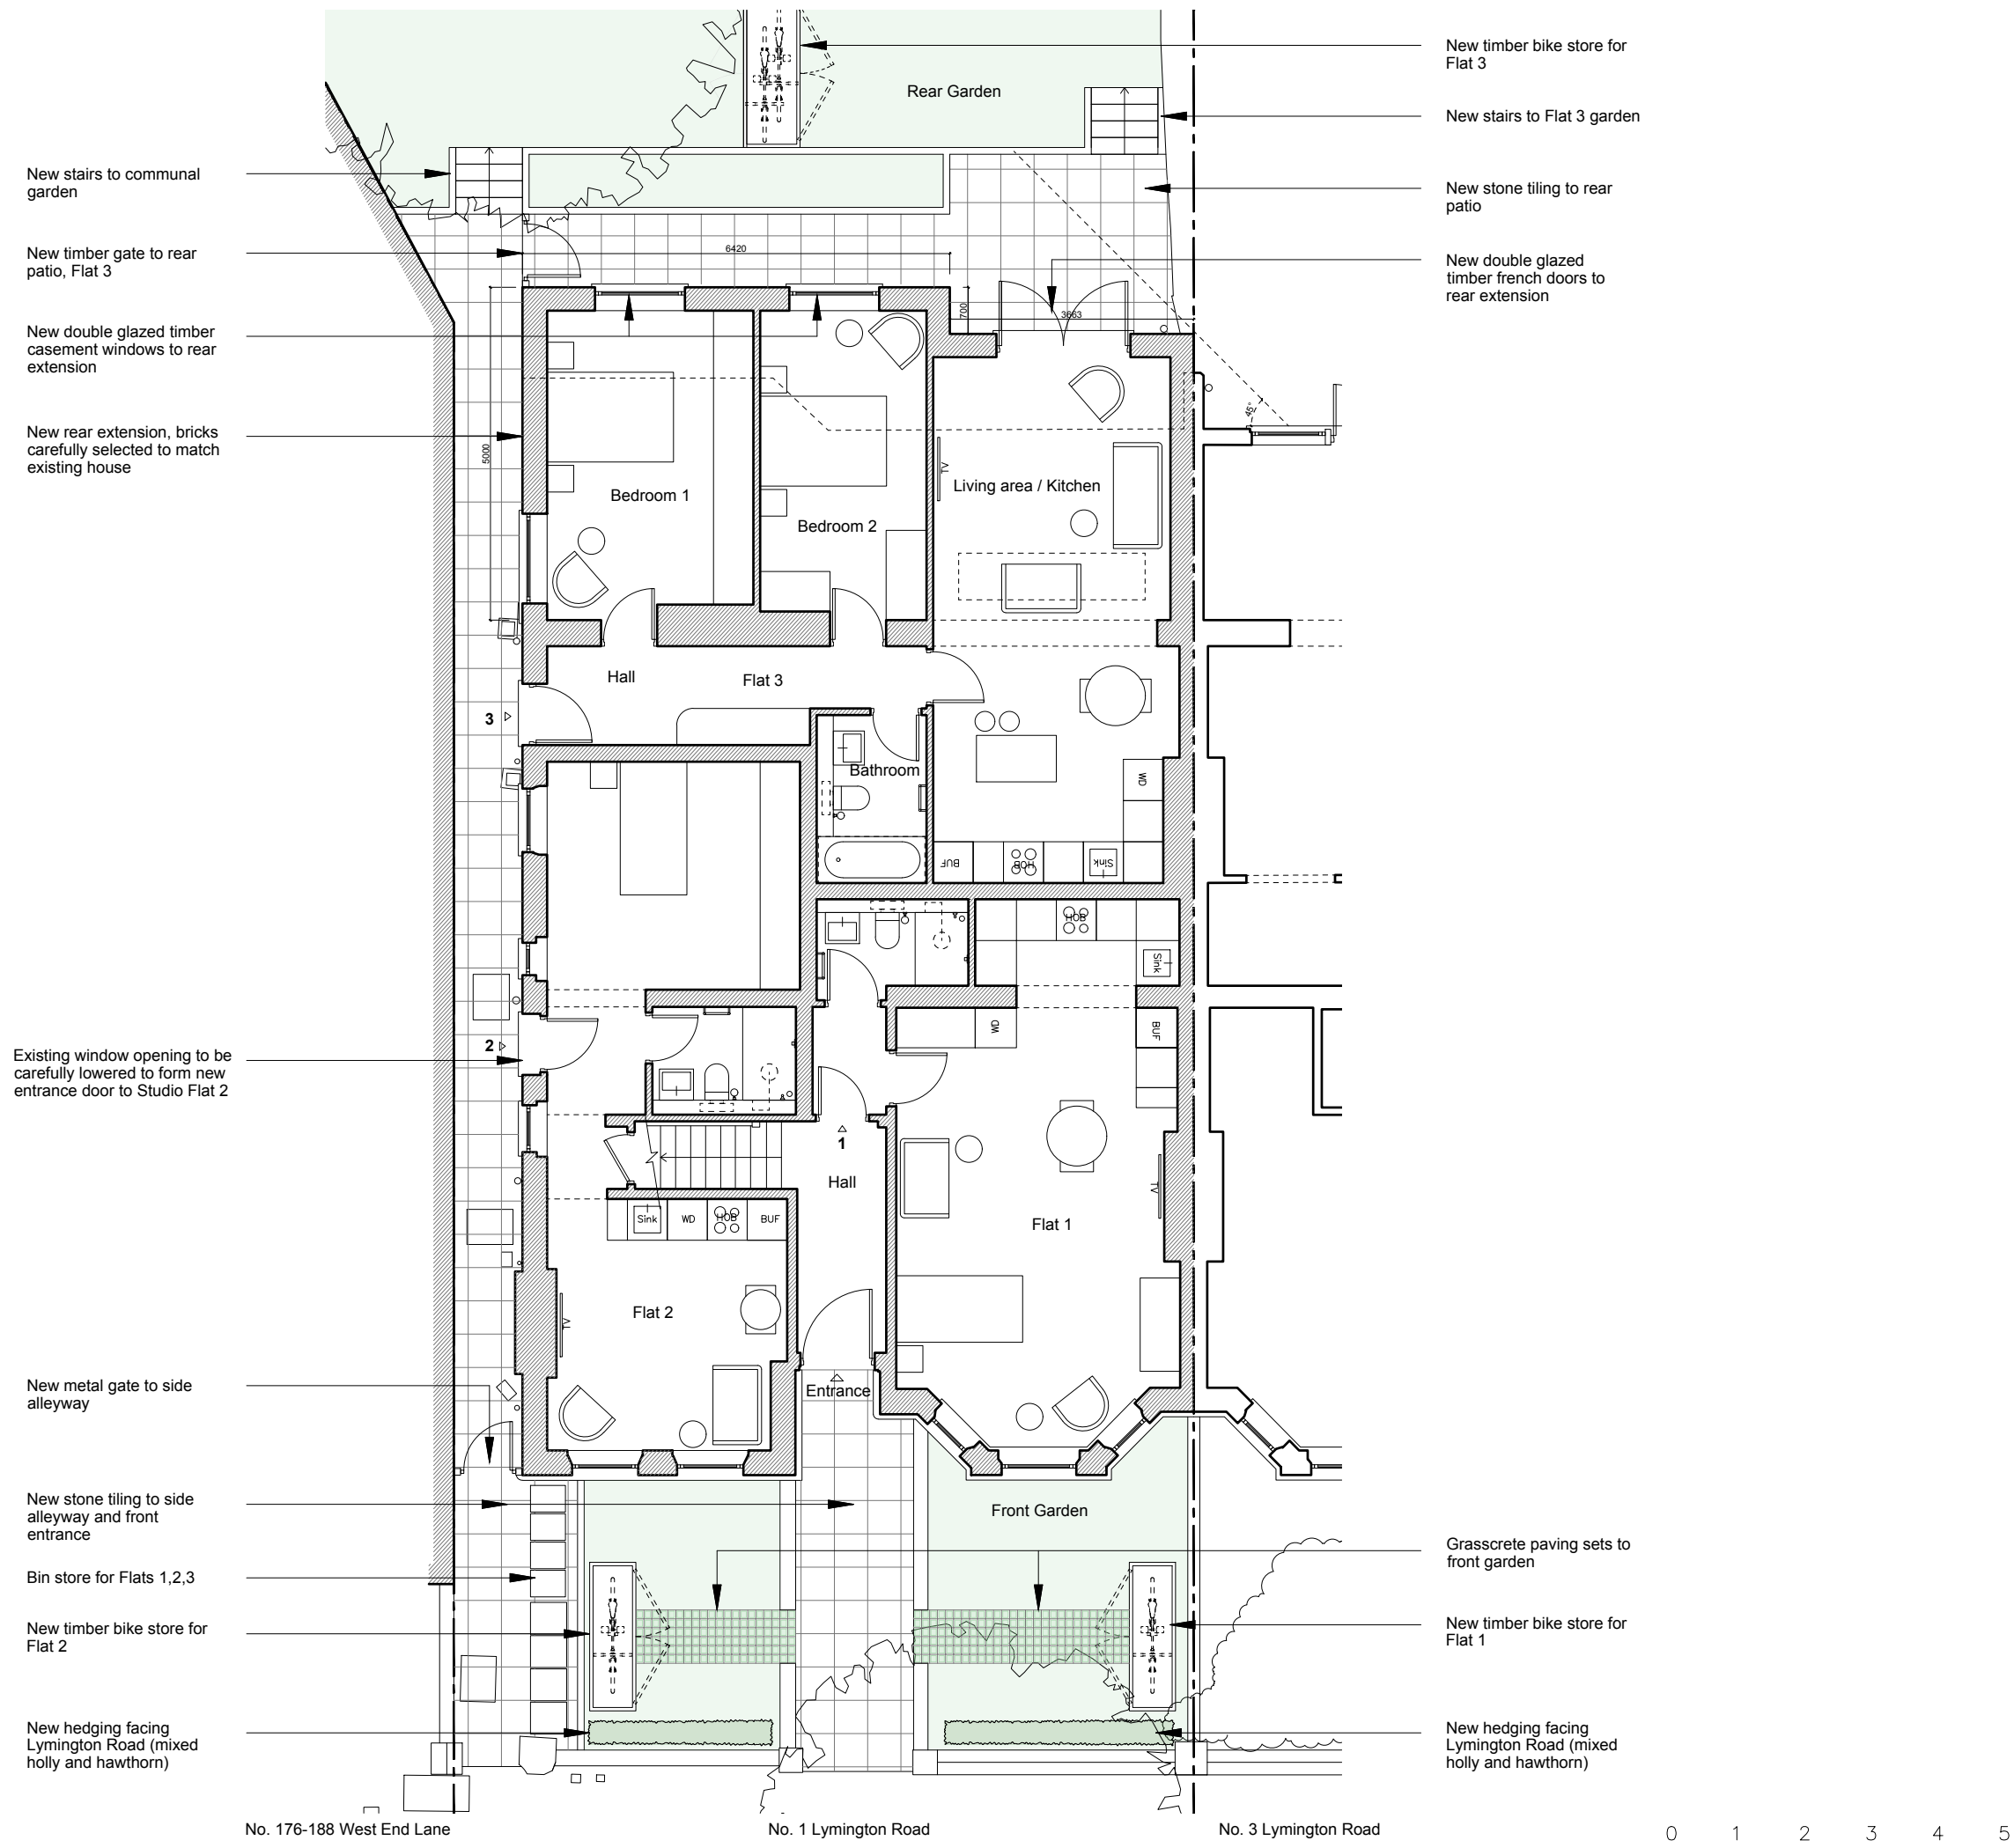 New timber bike store for
Flat 3
Rear Garden
New stairs to Flat 3 garden
New stairs to communal
garden
New stone tiling to rear
patio
New timber gate to rear
patio, Flat 3
6420
New double glazed
timber french doors to
rear extension
700
3663
New double glazed timber
casement windows to rear
extension
45°
New rear extension, bricks
carefully selected to match
existing house
5000
TV
Living area / Kitchen
Bedroom 1
Bedroom 2
Hall
Flat 3
3
Bathroom
WD
BUF
HOB
Sink
HOB
Sink
WD
BUF
2
Existing window opening to be
carefully lowered to form new
entrance door to Studio Flat 2
1
Hall
TV
Sink
WD
HOB
BUF
Flat 1
Flat 2
TV
New metal gate to side
alleyway
Entrance
New stone tiling to side
alleyway and front
entrance
Front Garden
Grasscrete paving sets to
front garden
Bin store for Flats 1,2,3
New timber bike store for
Flat 2
New timber bike store for
Flat 1
New hedging facing
Lymington Road (mixed
holly and hawthorn)
New hedging facing
Lymington Road (mixed
holly and hawthorn)
No. 176-188 West End Lane
No. 1 Lymington Road
No. 3 Lymington Road
0 1 2 3 4 5